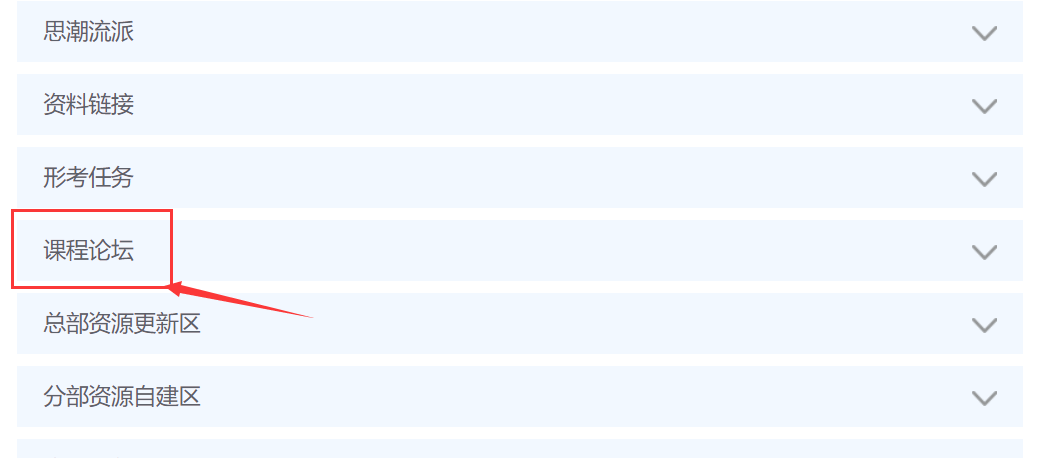 思潮流派
资料链接
形考任务
课程论坛
总部资源更新区
分部资源自建区